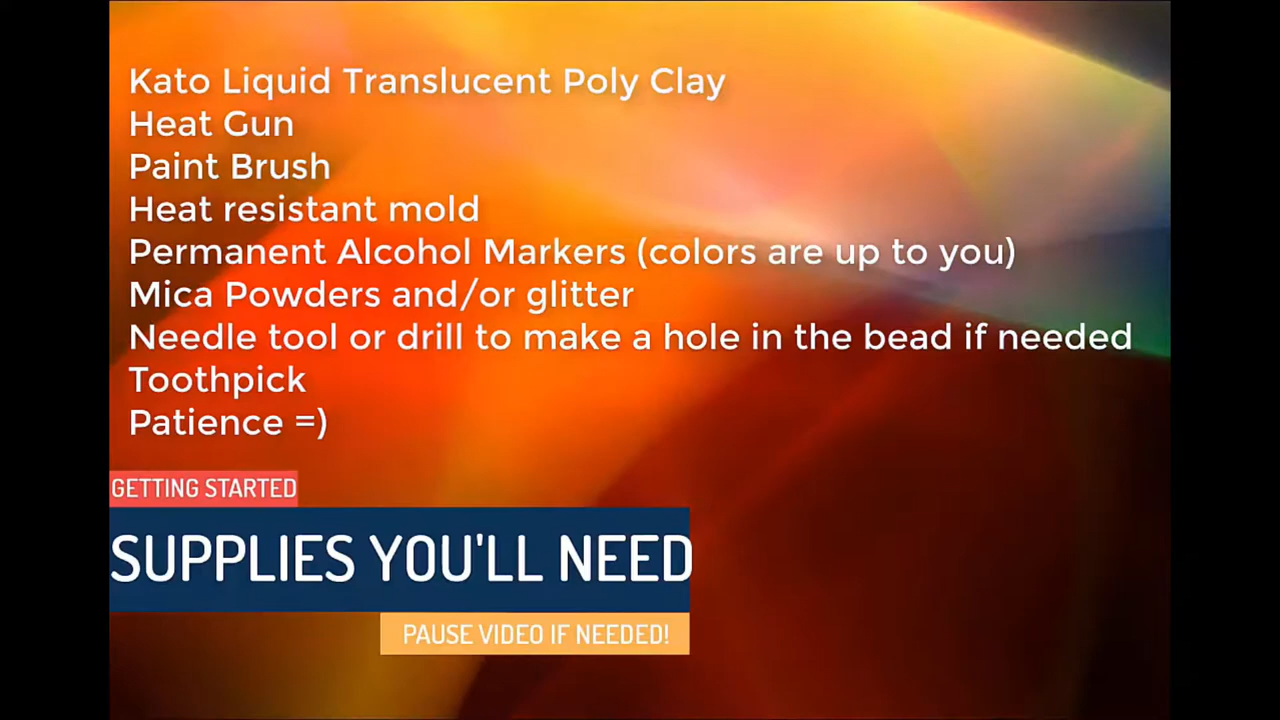 Kato Liquid Translucent Poly Clay
Heat Gun
Paint Brush
Heat resistant mold
Permanent Alcohol Markers (colors are up to you)
Mica Powders and/or glitter
Needle tool or drill to make a hole in the bead if needed
Toothpick
Patience =)
GETTING STARTED
SUPPLIES YOU'LL NEED
PAUSE VIDEO IF NEEDED!